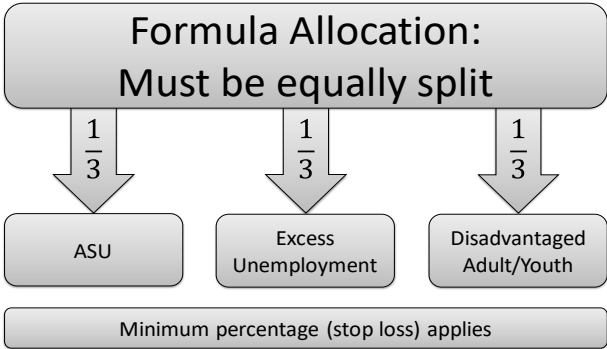 Formula Allocation:
Must be equally split
1
3
1
3
1
3
ASU
Excess
Unemployment
Disadvantaged
Adult/Youth
Minimum percentage (stop loss) applies